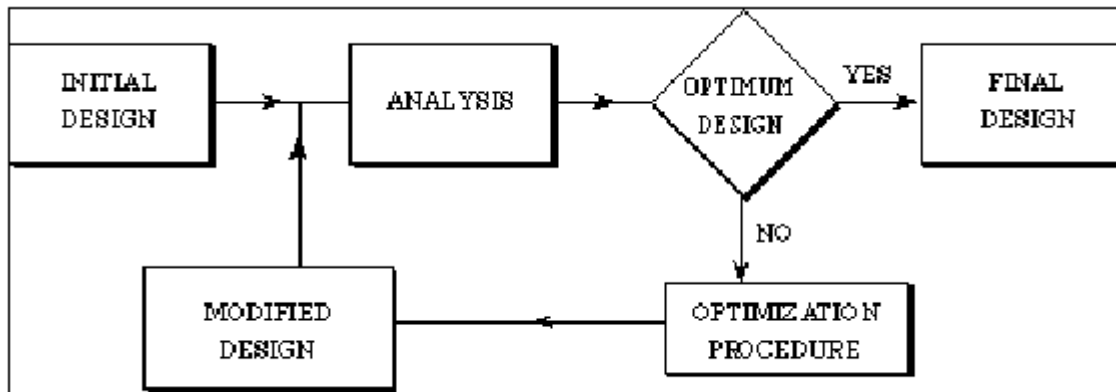 INITIAL
DESIGN
ANALYSIS
OPTIMUM
DESIGN
YES
FINAL
DESIGN
NO
OPTIMIZATION
PROCEDURE
MODIFIED
DESIGN